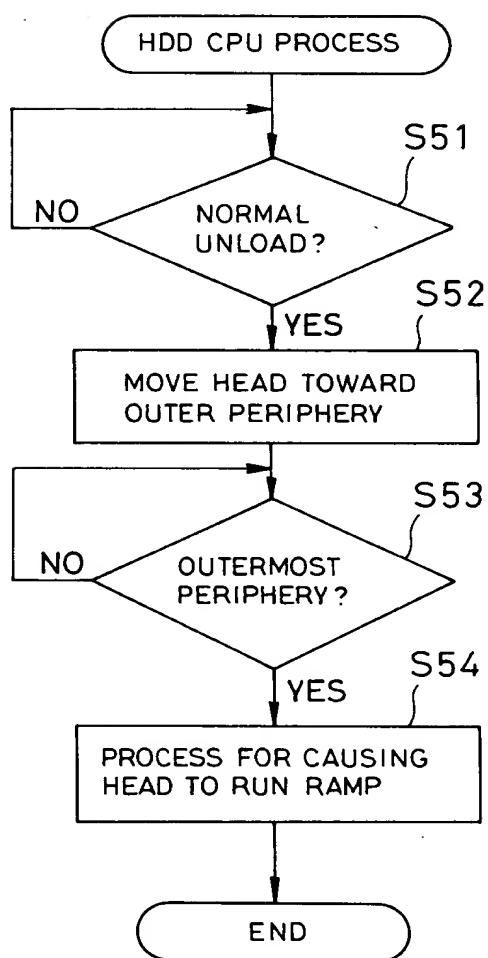 HDD CPU PROCESS
S51
NORMAL
UNLOAD?
NO
YES
S52
MOVE HEAD TOWARD
OUTER PERIPHERY
S53
OUTERMOST
PERIPHERY?
NO
YES
S54
PROCESS FOR CAUSING
HEAD TO RUN RAMP
END